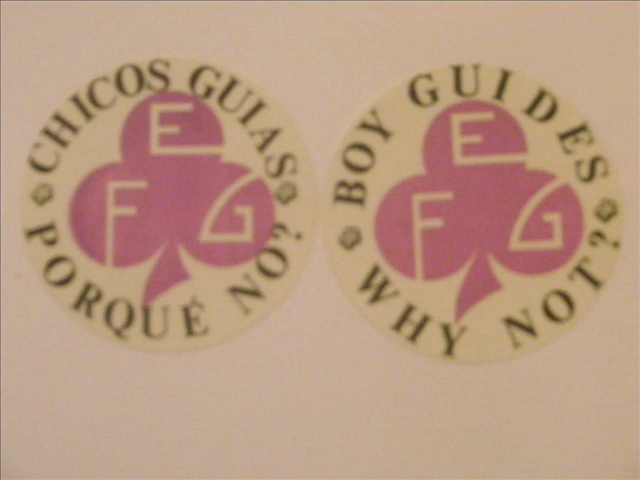 CHICOS GUIAS
E
F G
PORQUÉ NO?
BOY GUIDES
E
F G
WHY NOT?